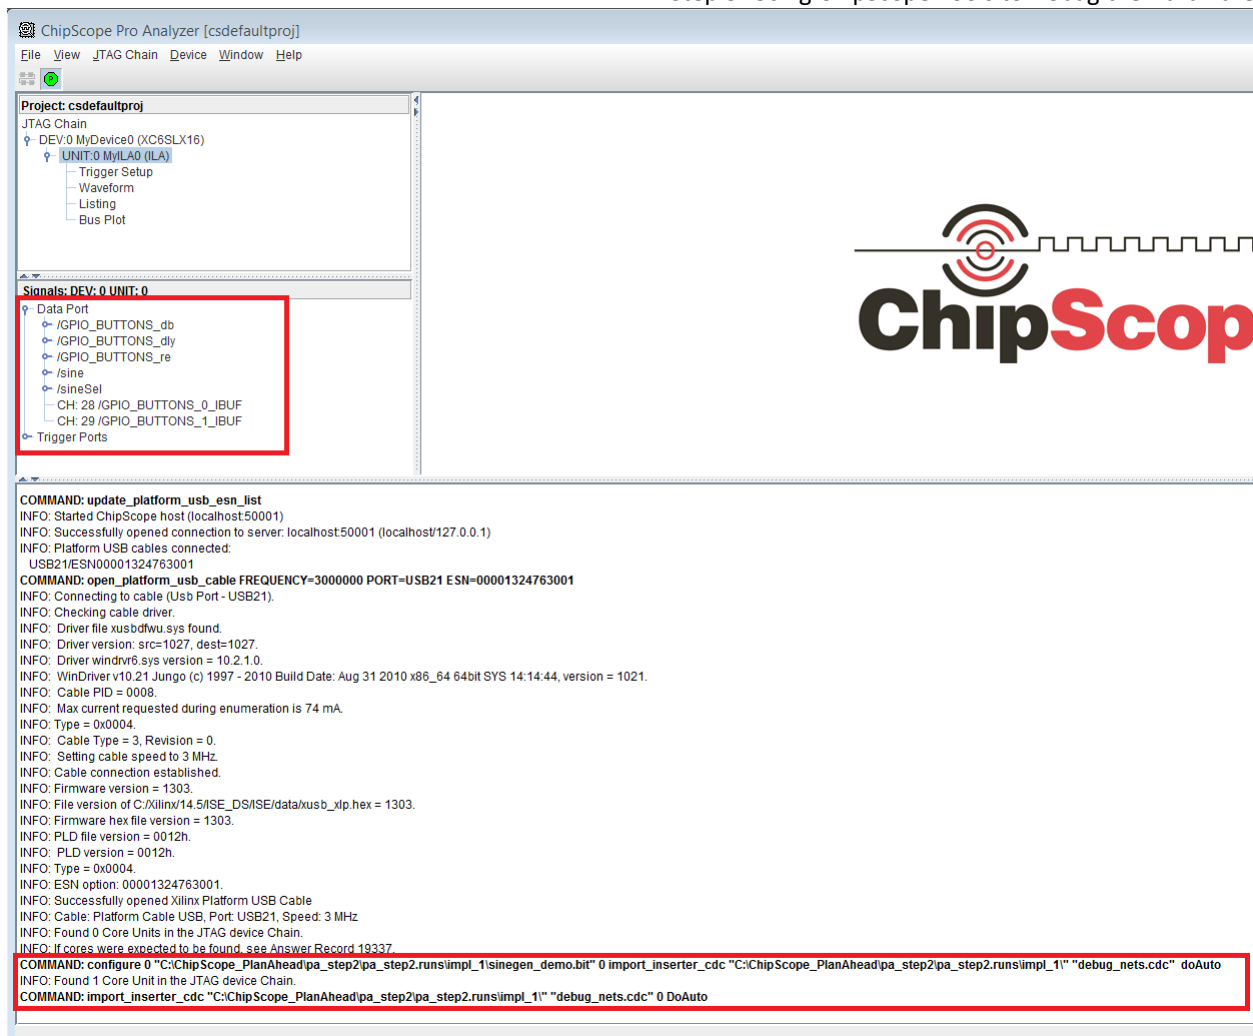 ChipScope Pro Analyzer [csdefaultproj]
File View JTAG Chain Device Window Help
Project: csdefaultproj
JTAG Chain
DEV:0 MyDevice0 (XC6SLX16)
UNIT:0 MyILA0 (ILA)
Trigger Setup
Waveform
Listing
Bus Plot
Signals: DEV: 0 UNIT: 0
Data Port
/GPIO_BUTTONS_db
/GPIO_BUTTONS_dly
/GPIO_BUTTONS_re
/sine
/sineSel
CH: 28 /GPIO_BUTTONS_0_IBUF
CH: 29 /GPIO_BUTTONS_1_IBUF
Trigger Ports
ChipScop
COMMAND: update_platform_usb_esn_list
INFO: Started ChipScope host (localhost:50001)
INFO: Successfully opened connection to server: localhost:50001 (localhost/127.0.0.1)
INFO: Platform USB cables connected:
USB21/ESN00001324763001
COMMAND: open_platform_usb_cable FREQUENCY=3000000 PORT=USB21 ESN=00001324763001
INFO: Connecting to cable (Usb Port - USB21).
INFO: Checking cable driver.
INFO: Driver file xusbdfwu.sys found.
INFO: Driver version: src=1027, dest=1027.
INFO: Driver windrvr6.sys version = 10.2.1.0.
INFO: WinDriver v10.21 Jungo (c) 1997 - 2010 Build Date: Aug 31 2010 x86_64 64bit SYS 14:14:44, version = 1021.
INFO: Cable PID = 0008.
INFO: Max current requested during enumeration is 74 mA.
INFO: Type = 0x0004.
INFO: Cable Type = 3, Revision = 0.
INFO: Setting cable speed to 3 MHz.
INFO: Cable connection established.
INFO: Firmware version = 1303.
INFO: File version of C:/Xilinx/14.5/ISE_DS/ISE/data/xusb_xlp.hex = 1303.
INFO: Firmware hex file version = 1303.
INFO: PLD file version = 0012h.
INFO: PLD version = 0012h.
INFO: Type = 0x0004.
INFO: ESN option: 00001324763001.
INFO: Successfully opened Xilinx Platform USB Cable
INFO: Cable: Platform Cable USB, Port: USB21, Speed: 3 MHz
INFO: Found 0 Core Units in the JTAG device Chain.
INFO: If cores were expected to be found, see Answer Record 19337.
COMMAND: configure 0 "C:\ChipScope_PlanAhead\pa_step2\pa_step2.runs\impl_1\sinegen_demo.bit" 0 import_inserter_cdc "C:\ChipScope_PlanAhead\pa_step2\pa_step2.runs\impl_1\" "debug_nets.cdc" doAuto
INFO: Found 1 Core Unit in the JTAG device Chain.
COMMAND: import_inserter_cdc "C:\ChipScope_PlanAhead\pa_step2\pa_step2.runs\impl_1\" "debug_nets.cdc" 0 DoAuto